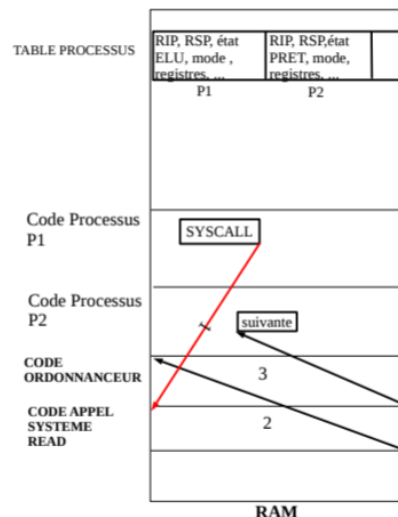 TABLE PROCESSUS
RIP, RSP, état
ELU, mode ,
registres, ...
P1
RIP, RSP,état
PRET, mode,
registres, ...
P2
Code Processus
P1
SYSCALL
Code Processus
P2
suivante
CODE
ORDONNANCEUR
3
CODE APPEL
SYSTEME
READ
2
RAM